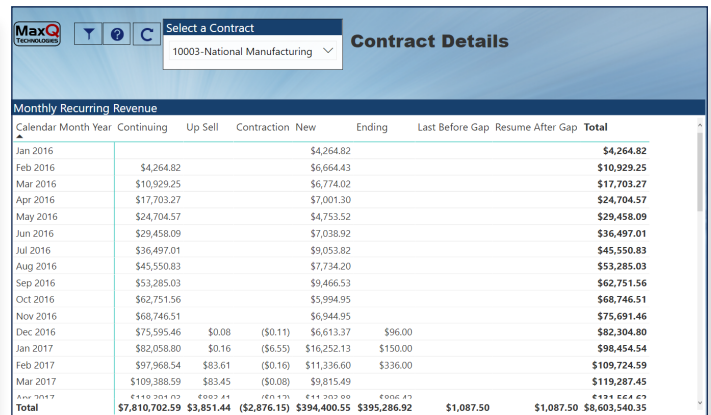 MaxQ
TECHNOLOGIES
Select a Contract
10003-National Manufacturing
Contract Details
Monthly Recurring Revenue
Calendar Month Year Continuing Up Sell Contraction New Ending Last Before Gap Resume After Gap Total
Jan 2016 $4,264.82 $4,264.82
Feb 2016 $4,264.82 $6,664.43 $10,929.25
Mar 2016 $10,929.25 $6,774.02 $17,703.27
Apr 2016 $17,703.27 $7,001.30 $24,704.57
May 2016 $24,704.57 $4,753.52 $29,458.09
Jun 2016 $29,458.09 $7,038.92 $36,497.01
Jul 2016 $36,497.01 $9,053.82 $45,550.83
Aug 2016 $45,550.83 $7,734.20 $53,285.03
Sep 2016 $53,285.03 $9,466.53 $62,751.56
Oct 2016 $62,751.56 $5,994.95 $68,746.51
Nov 2016 $68,746.51 $6,944.95 $75,691.46
Dec 2016 $75,595.46 $0.08 ($0.11) $6,613.37 $96.00 $82,304.80
Jan 2017 $82,058.80 $0.16 ($6.55) $16,252.13 $150.00 $98,454.54
Feb 2017 $97,968.54 $83.61 ($0.16) $11,336.60 $336.00 $109,724.59
Mar 2017 $109,388.59 $83.45 ($0.08) $9,815.49 $119,287.45
Apr 2017
Total $7,810,702.59 $3,851.44 ($2,876.15) $394,400.55 $395,286.92 $1,087.50 $1,087.50 $8,603,540.35